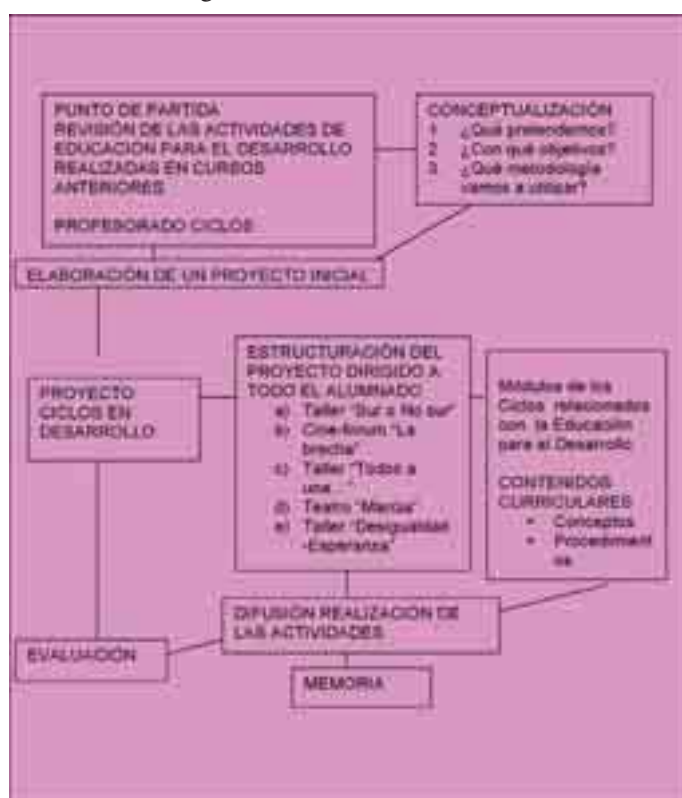 PUNTO DE PARTIDA
REVISIÓN DE LAS ACTIVIDADES DE
EDUCACIÓN PARA EL DESARROLLO
REALIZADAS EN CURSOS
ANTERIORES
PROFESORADO CICLOS
CONCEPTUALIZACIÓN
1 ¿Qué pretendemos?
2 ¿Con qué objetivos?
3 ¿Qué metodología
vamos a utilizar?
ELABORACIÓN DE UN PROYECTO INICIAL
PROYECTO
CICLOS EN
DESARROLLO
ESTRUCTURACIÓN DEL
PROYECTO DIRIGIDO A
TODO EL ALUMNADO
a) Taller "Sur o No sur"
b) Cine-fórum "La
brecha"
c) Taller "Todos a
una..."
d) Teatro
e) Taller "Desigualdad
-Esperanza"
Módulos de los
Ciclos relacionados
con la Educación
para el Desarrollo
CONTENIDOS
CURRICULARES
• Conceptos
• Procediment
os
DIFUSIÓN REALIZACIÓN DE
LAS ACTIVIDADES
EVALUACIÓN
MEMORIA